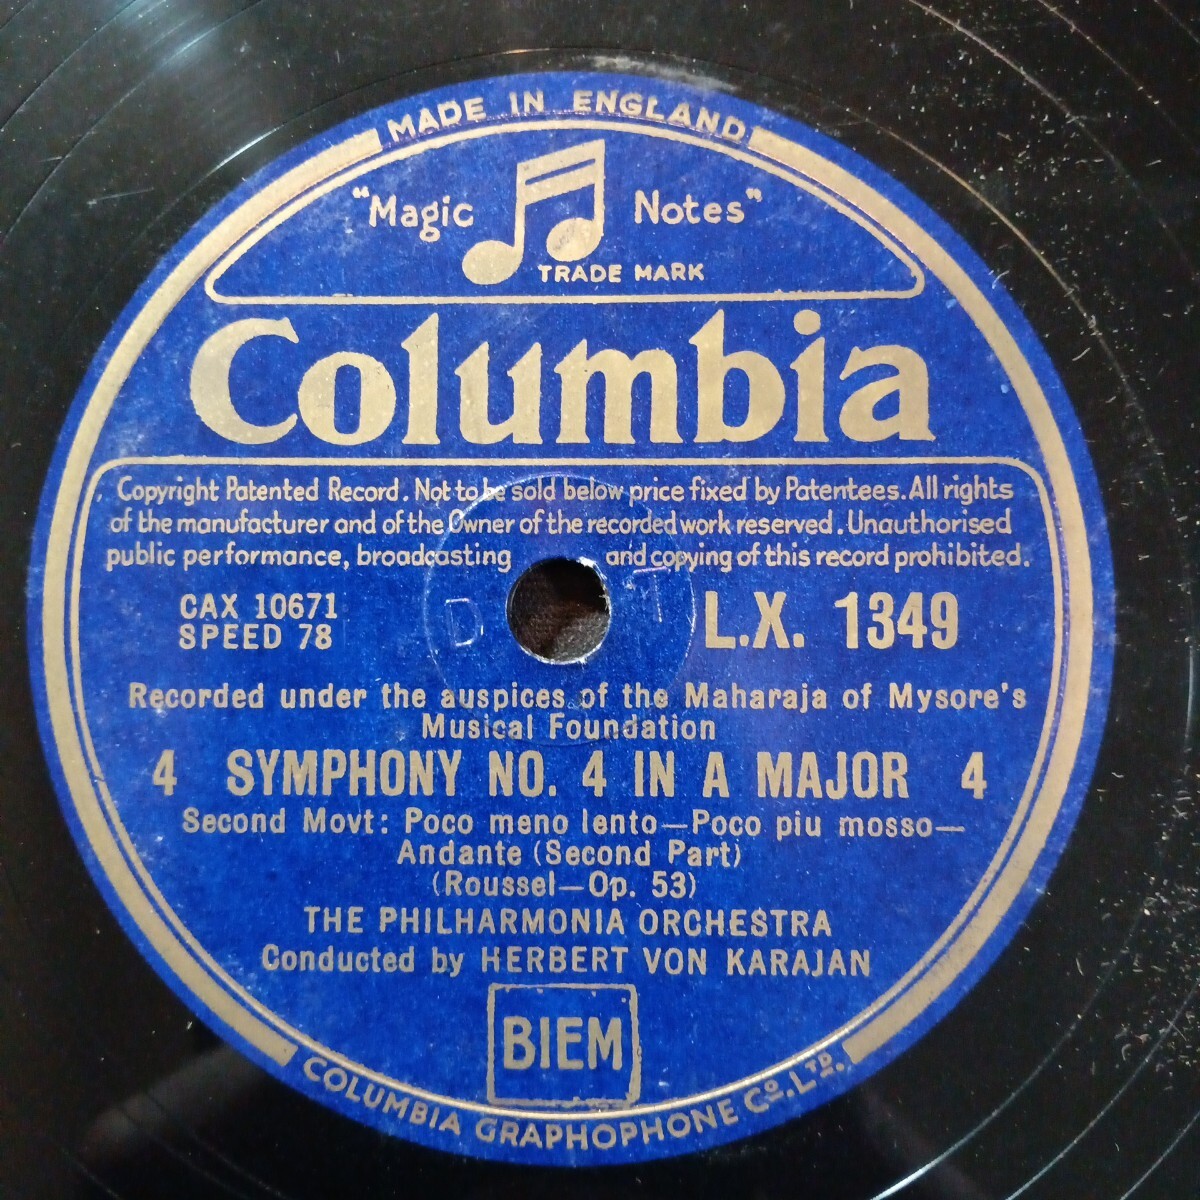 MADE IN ENGLAND
"Magic Notes"
TRADE MARK
Columbia
Copyright Patented Record. Not to be sold below price fixed by Patentees. All rights
of the manufacturer and of the Owner of the recorded work reserved. Unauthorised
public performance, broadcasting and copying of this record prohibited.
CAX 10671
SPEED 78
L.X. 1349
D T
Recorded under the auspices of the Maharaja of Mysore's
Musical Foundation
4 SYMPHONY NO. 4 IN A MAJOR 4
Second Movt: Poco meno lento—Poco piu mosso—
Andante (Second Part)
(Roussel—Op. 53)
THE PHILHARMONIA ORCHESTRA
Conducted by HERBERT VON KARAJAN
BIEM
COLUMBIA GRAPHOPHONE Co. LTD.